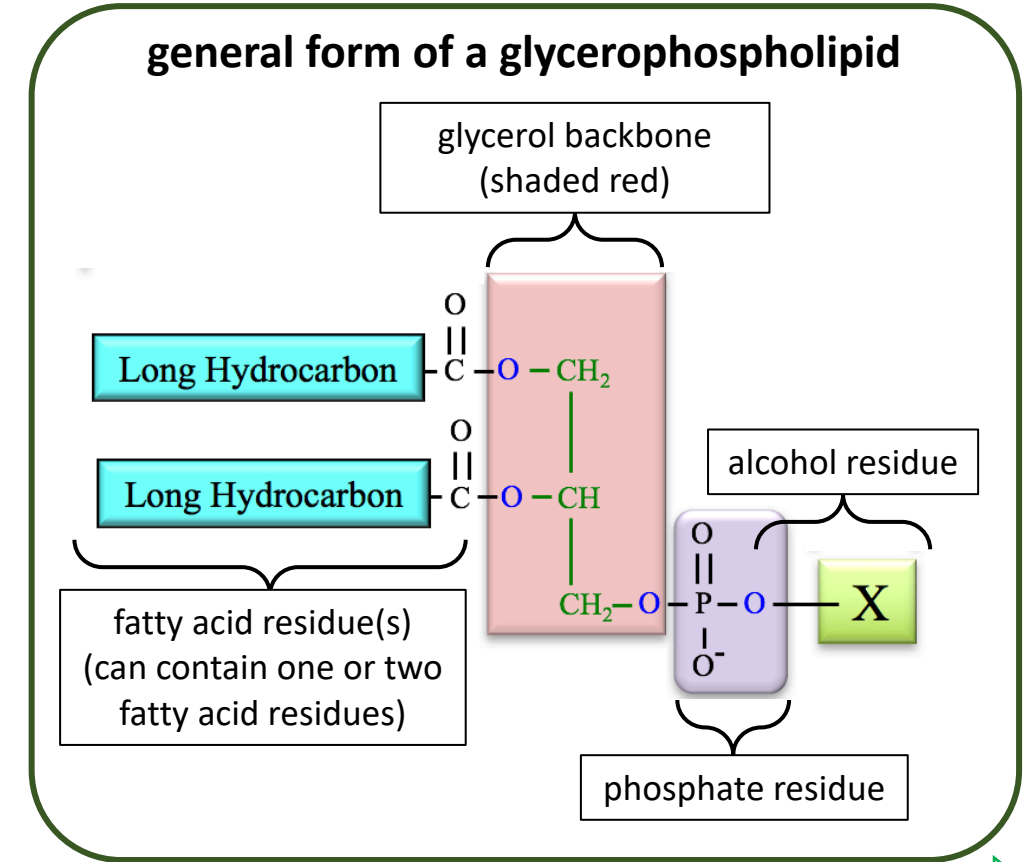 general form of a glycerophospholipid
glycerol backbone
(shaded red)
O
Long Hydrocarbon
C
O
CH₂
O
Long Hydrocarbon
C
O
CH
alcohol residue
O
CH₂
O
P
O
X
O⁻
fatty acid residue(s)
(can contain one or two
fatty acid residues)
phosphate residue